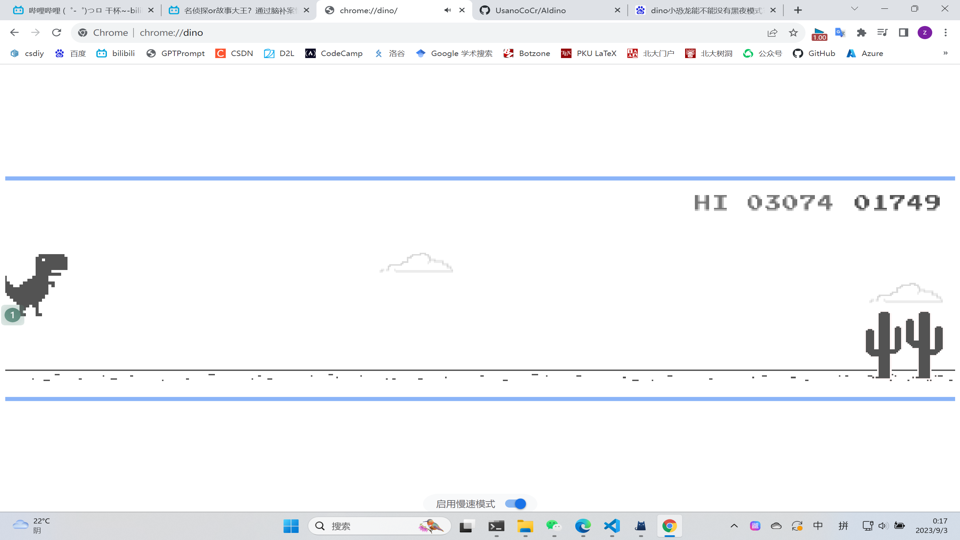 哔哩哔哩 (゜-゜)つロ 干杯~-bili
名侦探or故事大王？通过脑补案
chrome://dino/
UsanoCoCr/AIdino
dino小恐龙能不能没有黑夜模式
Chrome | chrome://dino
1.00
z
csdiy
百度
bilibili
GPTPrompt
CSDN
D2L
CodeCamp
洛谷
Google 学术搜索
Botzone
PKU LaTeX
北大门户
北大树洞
公众号
GitHub
Azure
»
HI 03074 01749
1
启用慢速模式
22°C
阴
搜索
中
拼
0:17
2023/9/3